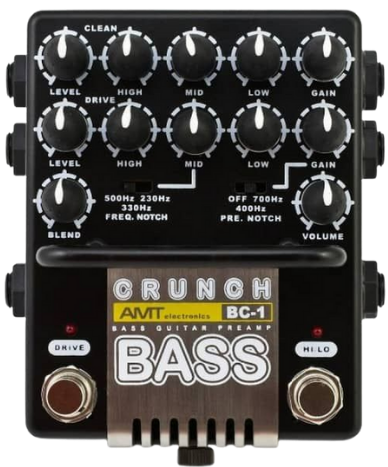 CLEAN
LEVEL HIGH MID LOW GAIN
DRIVE
LEVEL HIGH MID LOW GAIN
500Hz 230Hz
330Hz
FREQ. NOTCH
OFF 700Hz
400Hz
PRE. NOTCH
BLEND
VOLUME
CRUNCH
AMT electronics BC-1
BASS GUITAR PREAMP
BASS
DRIVE
HI-LO